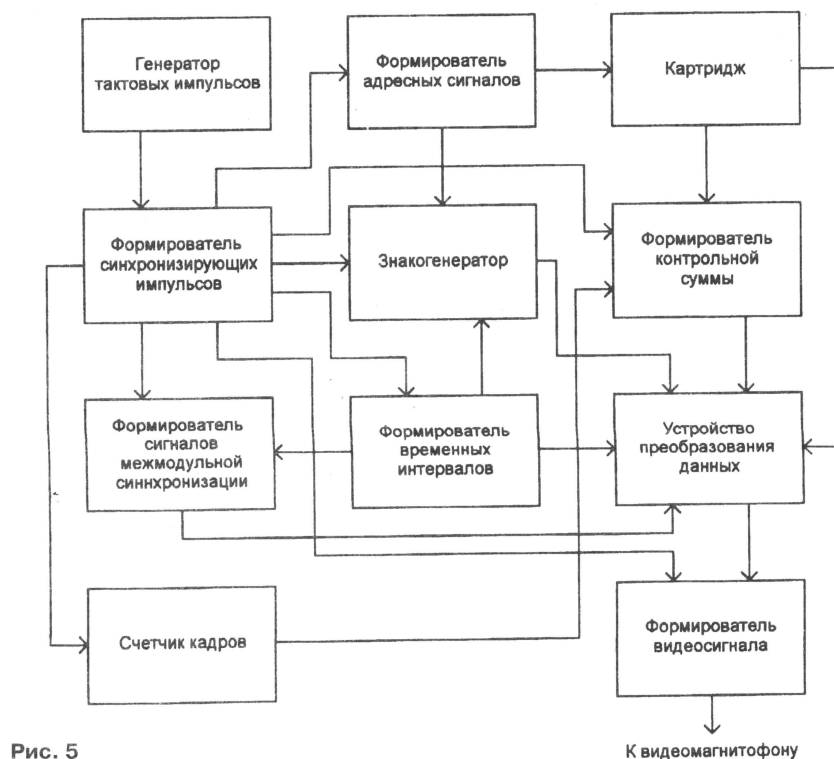 Генератор
тактовых импульсов
Формирователь
адресных сигналов
Картридж
Формирователь
синхронизирующих
импульсов
Знакогенератор
Формирователь
контрольной
суммы
Формирователь
сигналов
межмодульной
синнхронизации
Формирователь
временных
интервалов
Устройство
преобразования
данных
Счетчик кадров
Формирователь
видеосигнала
Рис. 5
К видеомагнитофону